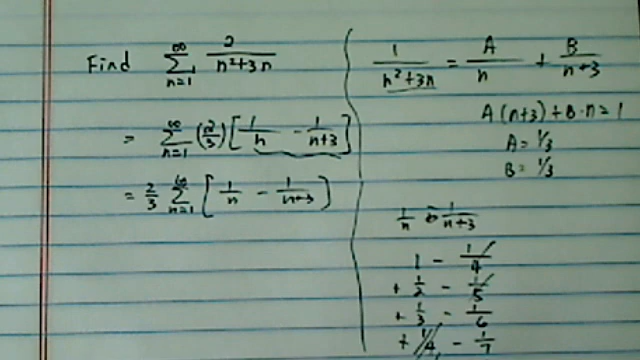 Find ∑_{n=1}^{∞} 2/(n²+3n)
= ∑_{n=1}^{∞} (2/3) [1/n − 1/(n+3)]
= 2/3 ∑_{n=1}^{∞} [1/n − 1/(n+3)]
1/(n²+3n) = A/n + B/(n+3)
A(n+3) + B·n = 1
A = 1/3
B = 1/3
1/n 1/(n+3)
1 − 1/4
+ 1/2 − 1/5
+ 1/3 − 1/6
+ 1/4 − 1/7